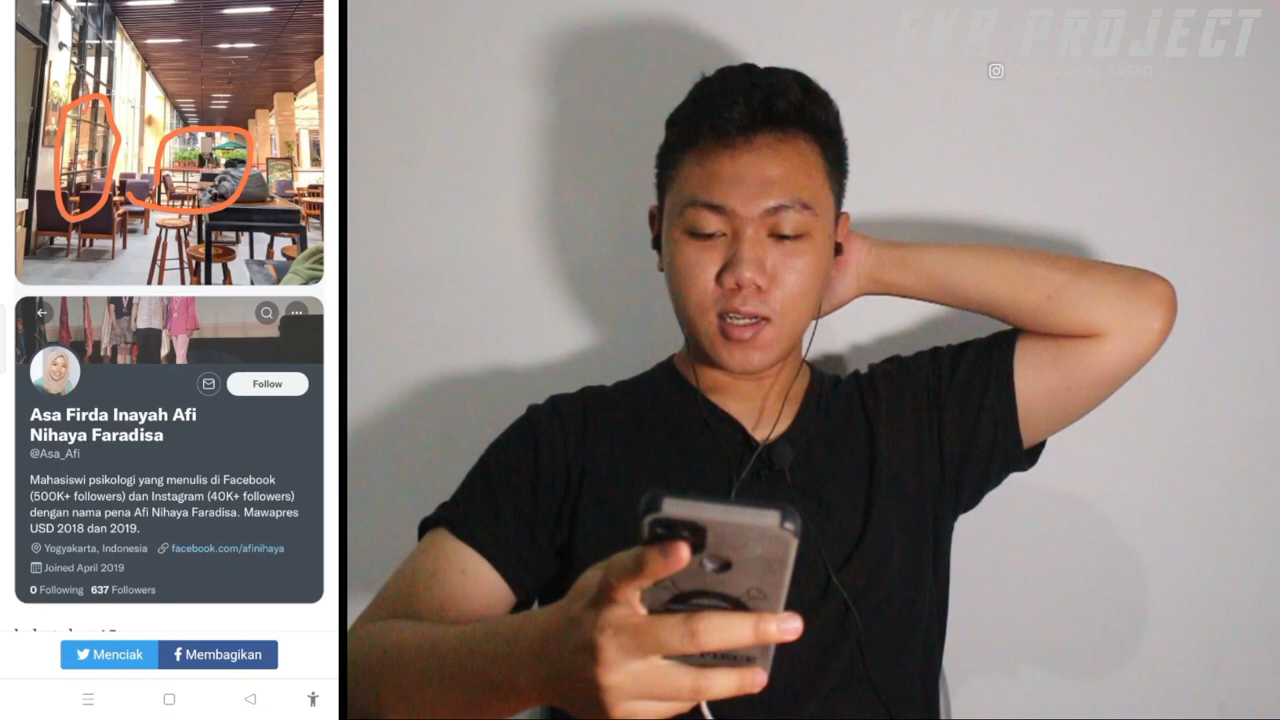 FKR PROJECT
Follow
Asa Firda Inayah Afi
Nihaya Faradisa
@Asa_Afi
Mahasiswi psikologi yang menulis di Facebook
(500K+ followers) dan Instagram (40K+ followers)
dengan nama pena Afi Nihaya Faradisa. Mawapres
USD 2018 dan 2019.
Yogyakarta, Indonesia facebook.com/afinihaya
Joined April 2019
0 Following 637 Followers
Menciak
Membagikan